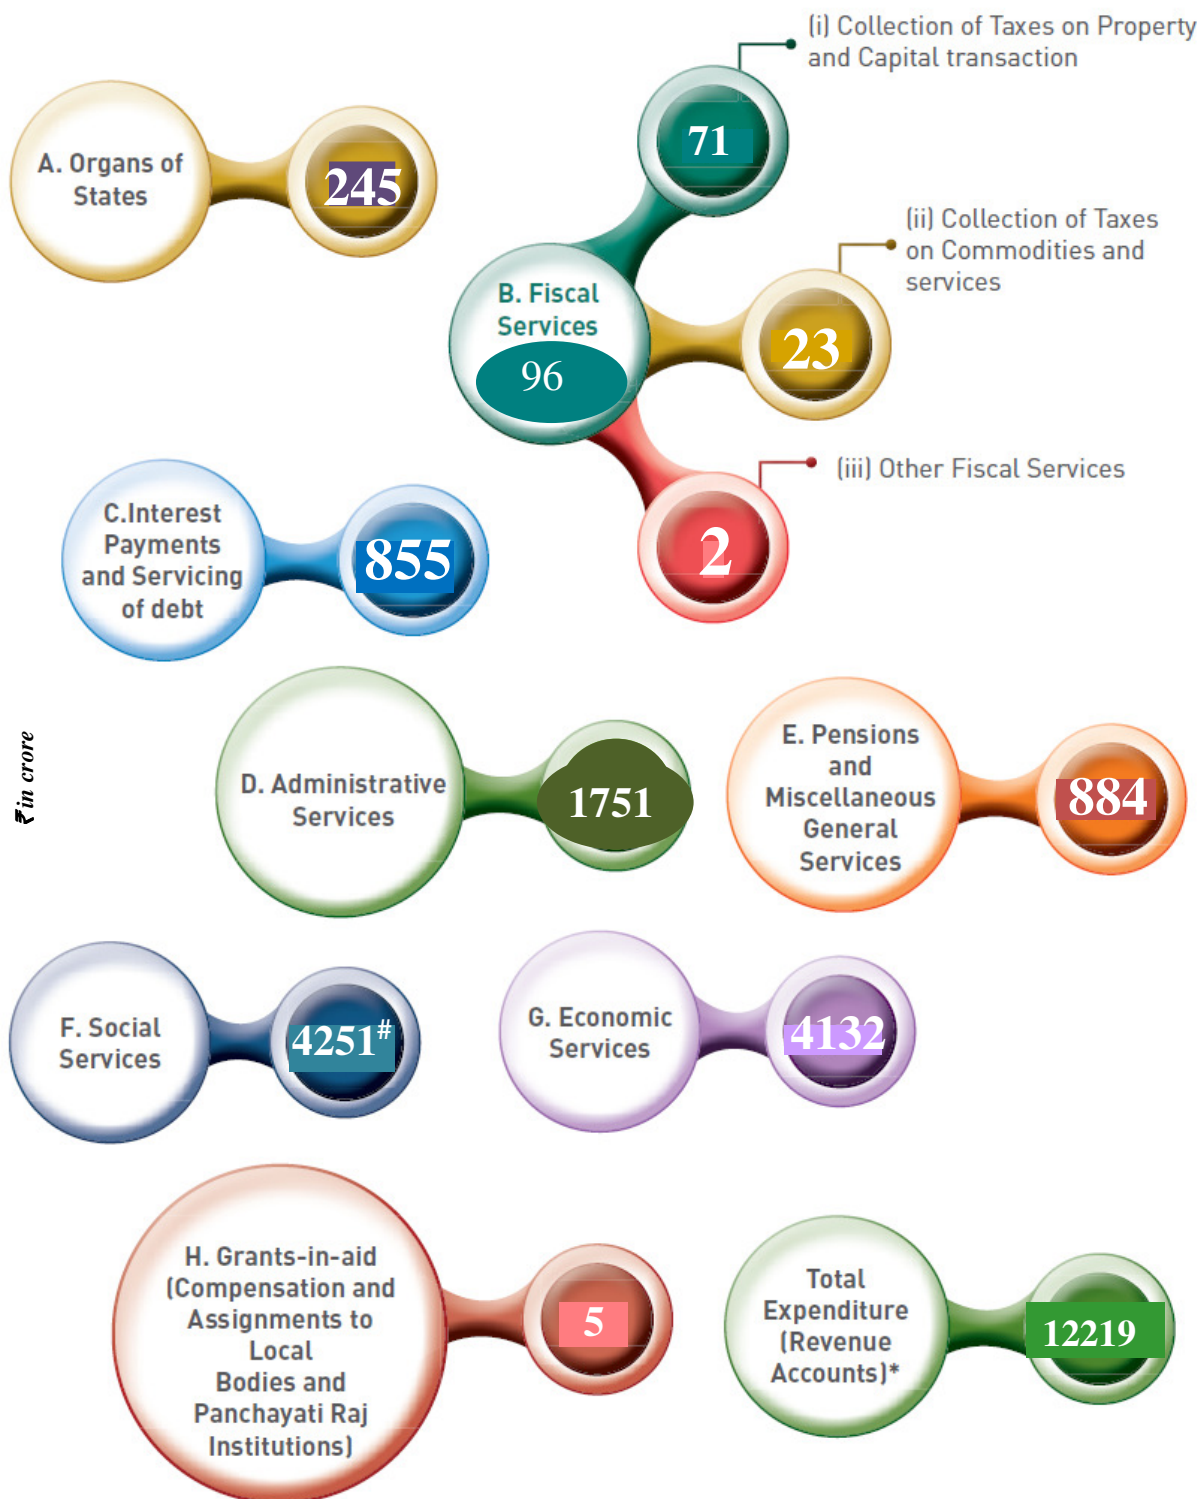 (i) Collection of Taxes on Property
and Capital transaction
71
A. Organs of
States
245
(ii) Collection of Taxes
on Commodities and
services
23
B. Fiscal
Services
96
(iii) Other Fiscal Services
2
C.Interest
Payments
and Servicing
of debt
855
₹in crore
D. Administrative
Services
1751
E. Pensions
and
Miscellaneous
General
Services
884
F. Social
Services
4251#
G. Economic
Services
4132
H. Grants-in-aid
(Compensation and
Assignments to
Local
Bodies and
Panchayati Raj
Institutions)
5
Total
Expenditure
(Revenue
Accounts)*
12219